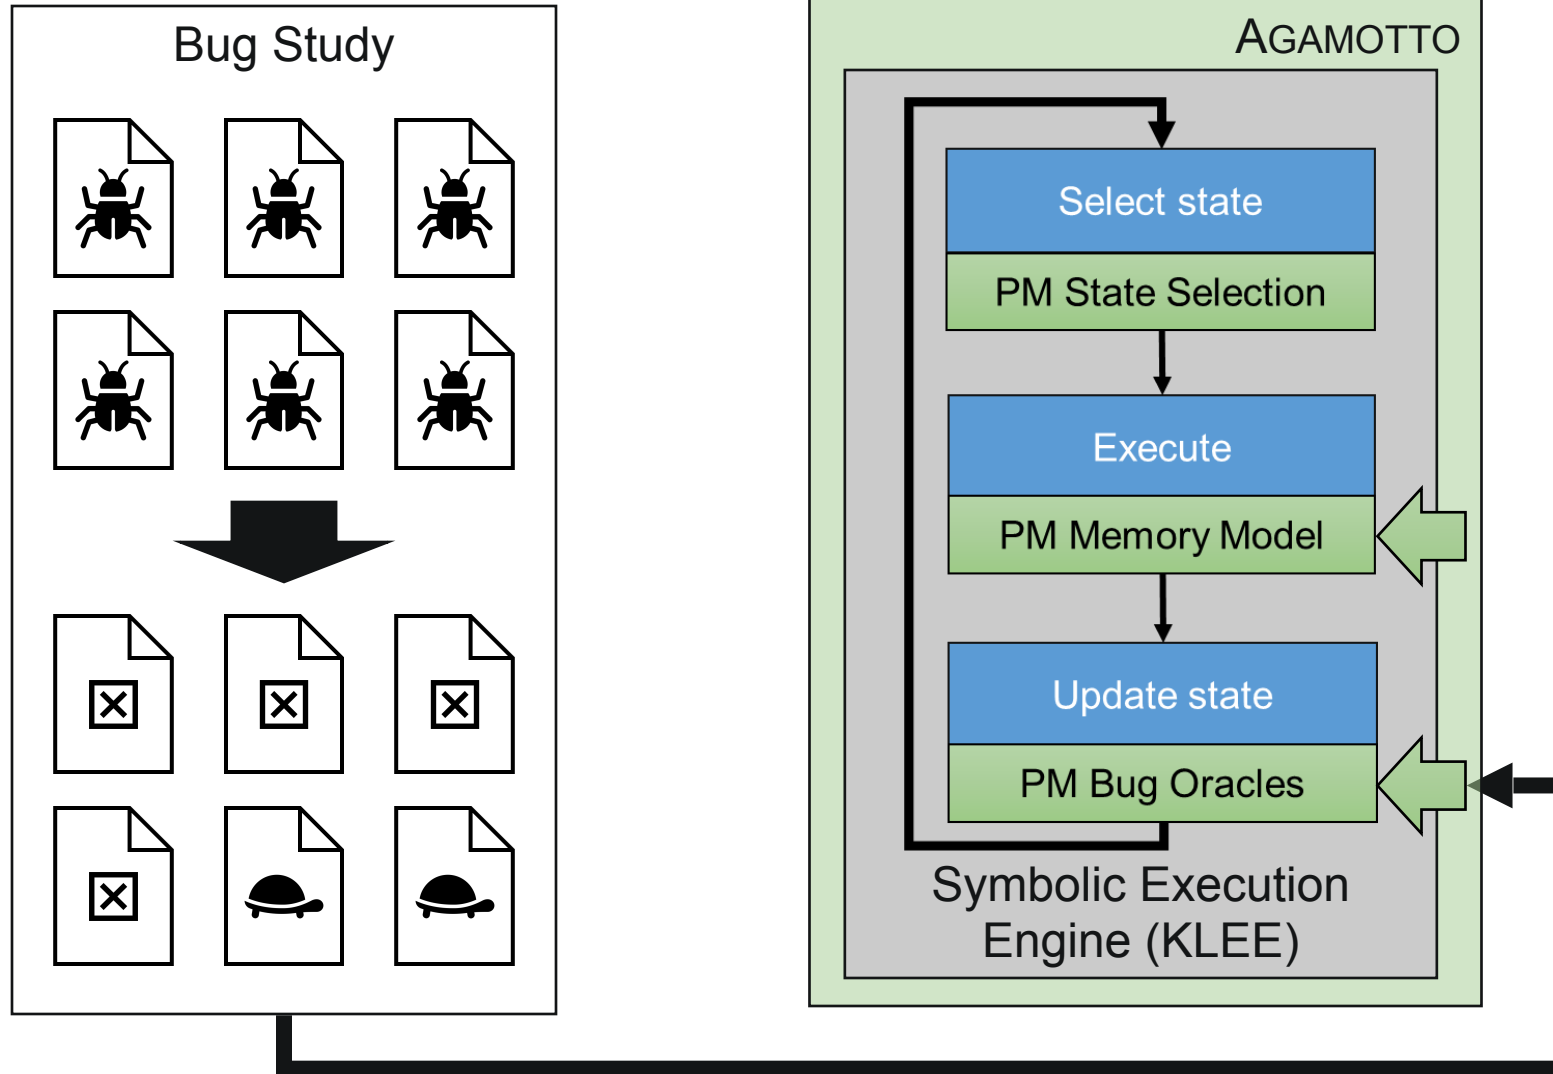 Bug Study
AGAMOTTO
Select state
PM State Selection
Execute
PM Memory Model
Update state
PM Bug Oracles
Symbolic Execution
Engine (KLEE)